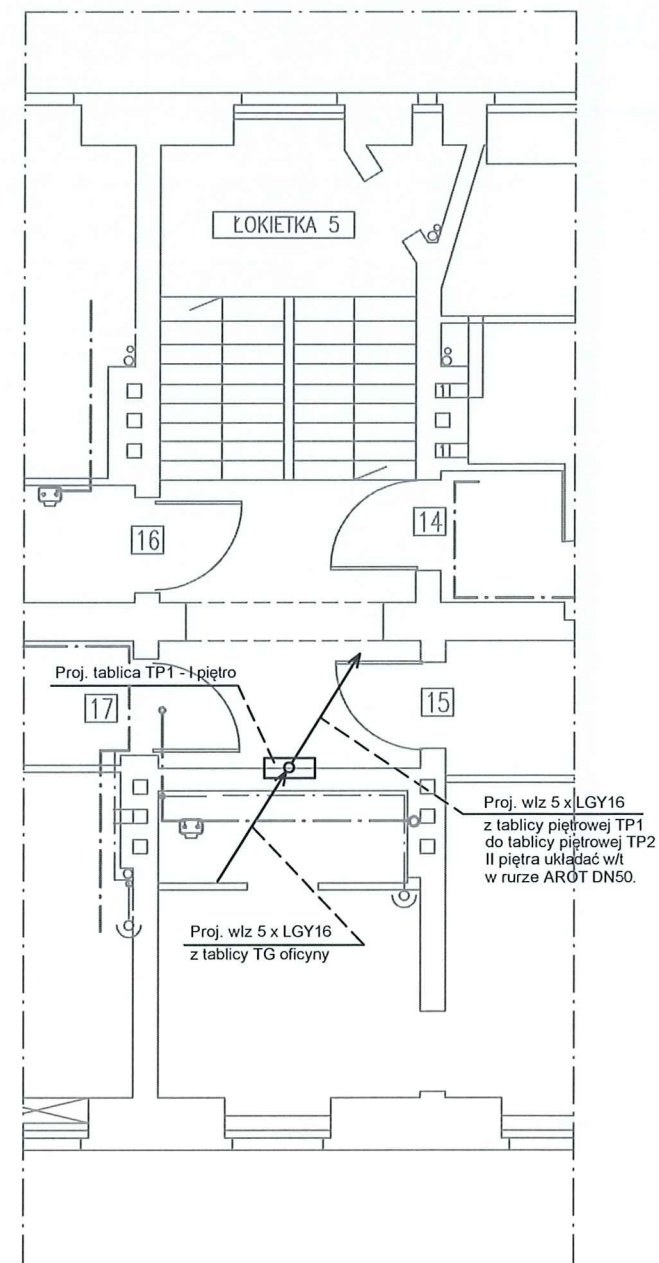 ŁOKIETKA 5
16
14
Proj. tablica TP1 - I piętro
17
15
Proj. wlz 5 x LGY16
z tablicy piętrowej TP1
do tablicy piętrowej TP2
II piętra układać w/t
w rurze AROT DN50.
Proj. wlz 5 x LGY16
z tablicy TG oficyny